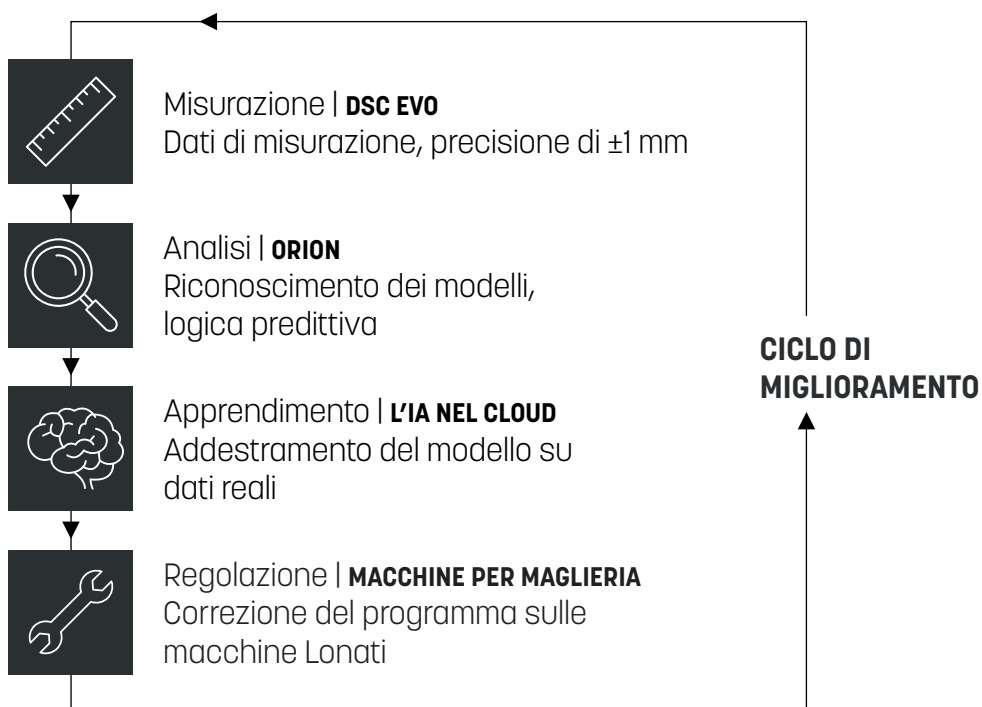 Misurazione | DSC EVO
Dati di misurazione, precisione di ±1 mm
Analisi | ORION
Riconoscimento dei modelli,
logica predittiva
CICLO DI
MIGLIORAMENTO
Apprendimento | L'IA NEL CLOUD
Addestramento del modello su
dati reali
Regolazione | MACCHINE PER MAGLIERIA
Correzione del programma sulle
macchine Lonati